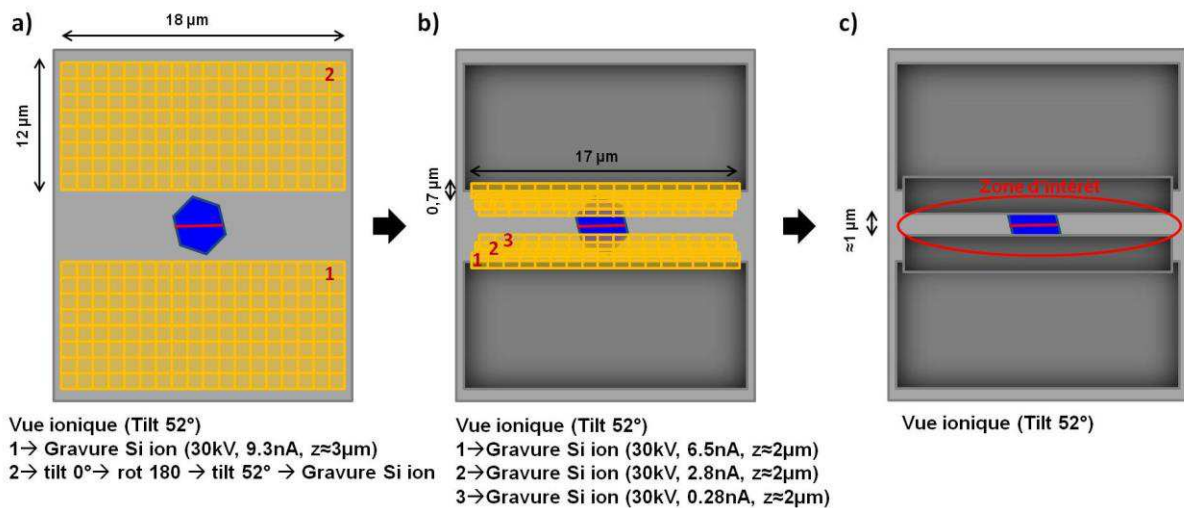 a)
18 µm
12 µm
2
1
Vue ionique (Tilt 52°)
1→ Gravure Si ion (30kV, 9.3nA, z≈3µm)
2→ tilt 0°→ rot 180 → tilt 52° → Gravure Si ion
b)
17 µm
0,7 µm
3
2
1
Vue ionique (Tilt 52°)
1→Gravure Si ion (30kV, 6.5nA, z≈2µm)
2→Gravure Si ion (30kV, 2.8nA, z≈2µm)
3→Gravure Si ion (30kV, 0.28nA, z≈2µm)
c)
Zone d'intérêt
≈1 µm
Vue ionique (Tilt 52°)